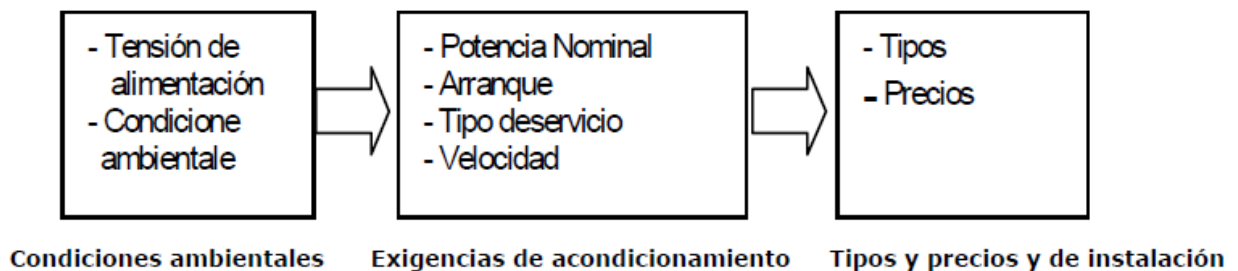 - Tensión de
alimentación
- Condicione
ambientale
- Potencia Nominal
- Arranque
- Tipo deservicio
- Velocidad
- Tipos
- Precios
Condiciones ambientales
Exigencias de acondicionamiento
Tipos y precios y de instalación